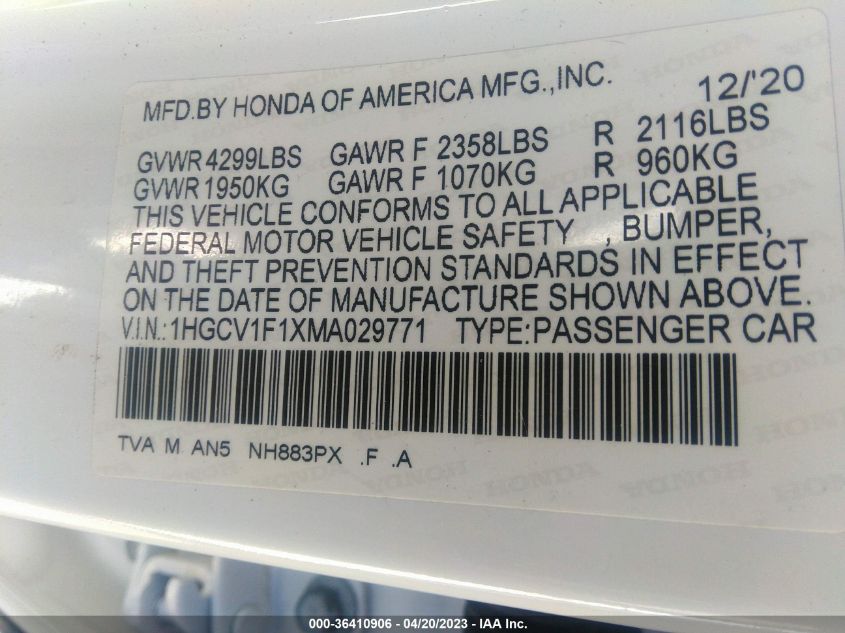 MFD.BY HONDA OF AMERICA MFG.,INC. 12/'20
GVWR 4299LBS GAWR F 2358LBS R 2116LBS
GVWR 1950KG GAWR F 1070KG R 960KG
THIS VEHICLE CONFORMS TO ALL APPLICABLE
FEDERAL MOTOR VEHICLE SAFETY , BUMPER,
AND THEFT PREVENTION STANDARDS IN EFFECT
ON THE DATE OF MANUFACTURE SHOWN ABOVE.
V.I.N.:1HGCV1F1XMA029771 TYPE:PASSENGER CAR
TVA M AN5 NH883PX .F .A
000-36410906 - 04/20/2023 - IAA Inc.